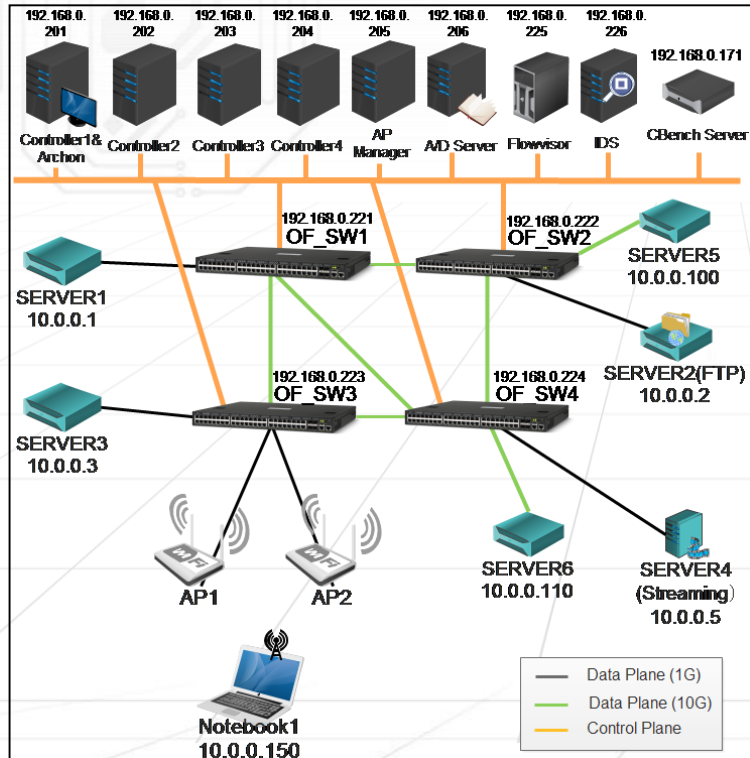 192.168.0.
201
192.168.0.
202
192.168.0.
203
192.168.0.
204
192.168.0.
205
192.168.0.
206
192.168.0.
225
192.168.0.
226
192.168.0.171
Controller1&
Archon
Controller2
Controller3
Controller4
AP
Manager
A/D Server
Flowvisor
IDS
CBench Server
192.168.0.221
OF_SW1
192.168.0.222
OF_SW2
SERVER1
10.0.0.1
SERVER5
10.0.0.100
SERVER2(FTP)
10.0.0.2
192.168.0.223
OF_SW3
192.168.0.224
OF_SW4
SERVER3
10.0.0.3
WiFi
WiFi
AP1
AP2
SERVER6
10.0.0.110
SERVER4
(Streaming)
10.0.0.5
Notebook1
10.0.0.150
Data Plane (1G)
Data Plane (10G)
Control Plane